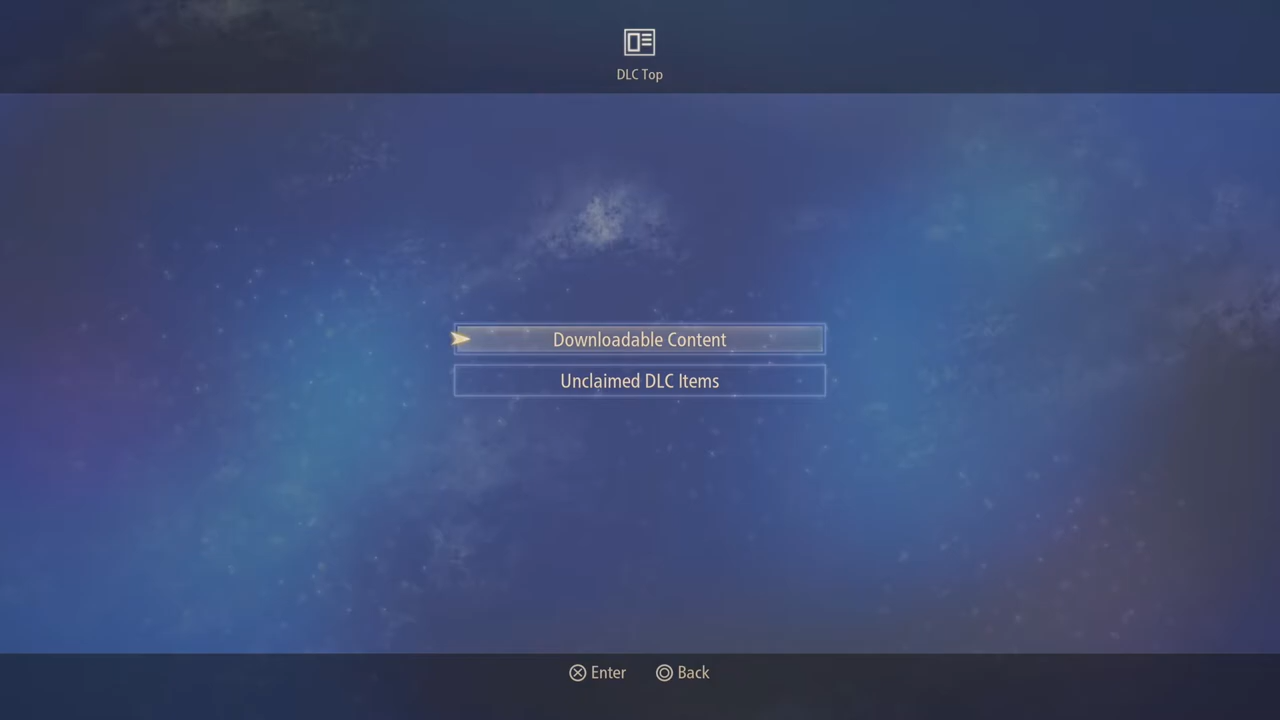 DLC Top
Downloadable Content
Unclaimed DLC Items
Enter Back